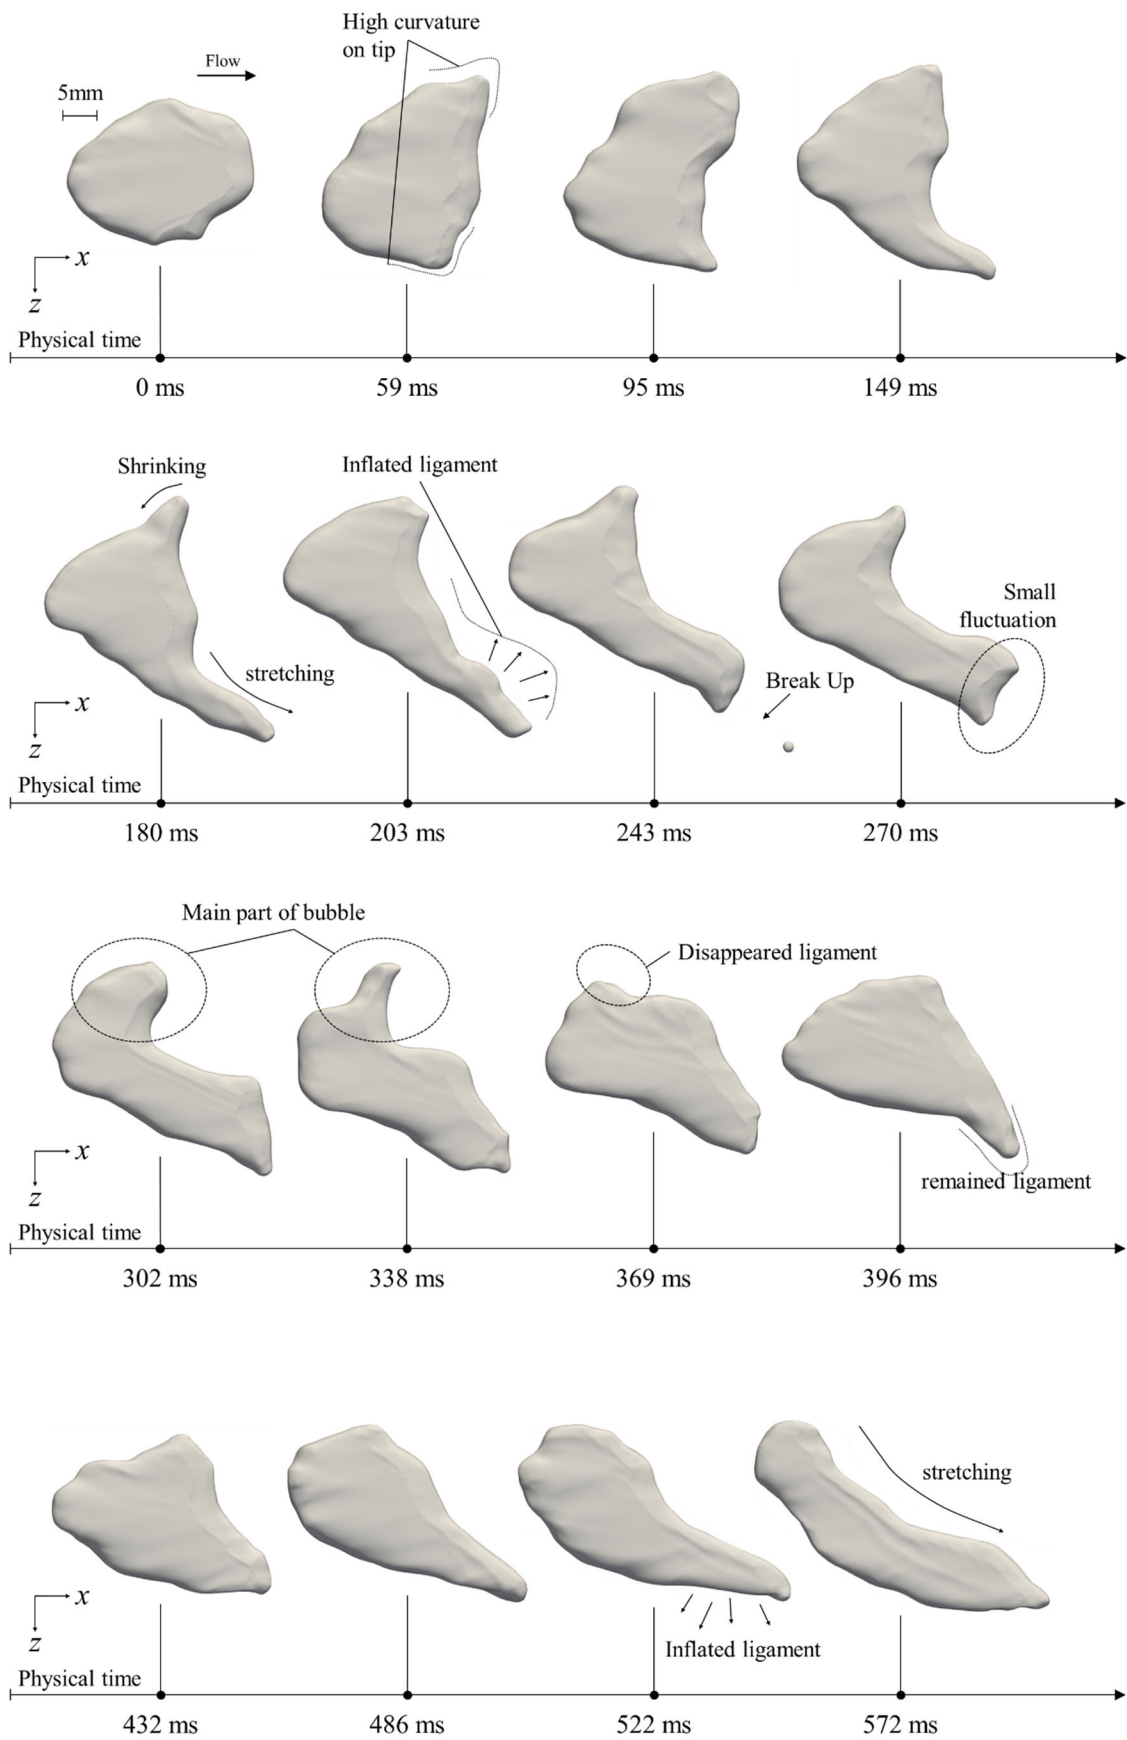 High curvature
on tip
Flow
5mm
x
z
Physical time
0 ms
59 ms
95 ms
149 ms
Shrinking
Inflated ligament
Small
fluctuation
stretching
Break Up
x
z
Physical time
180 ms
203 ms
243 ms
270 ms
Main part of bubble
Disappeared ligament
x
z
remained ligament
Physical time
302 ms
338 ms
369 ms
396 ms
stretching
x
z
Inflated ligament
Physical time
432 ms
486 ms
522 ms
572 ms